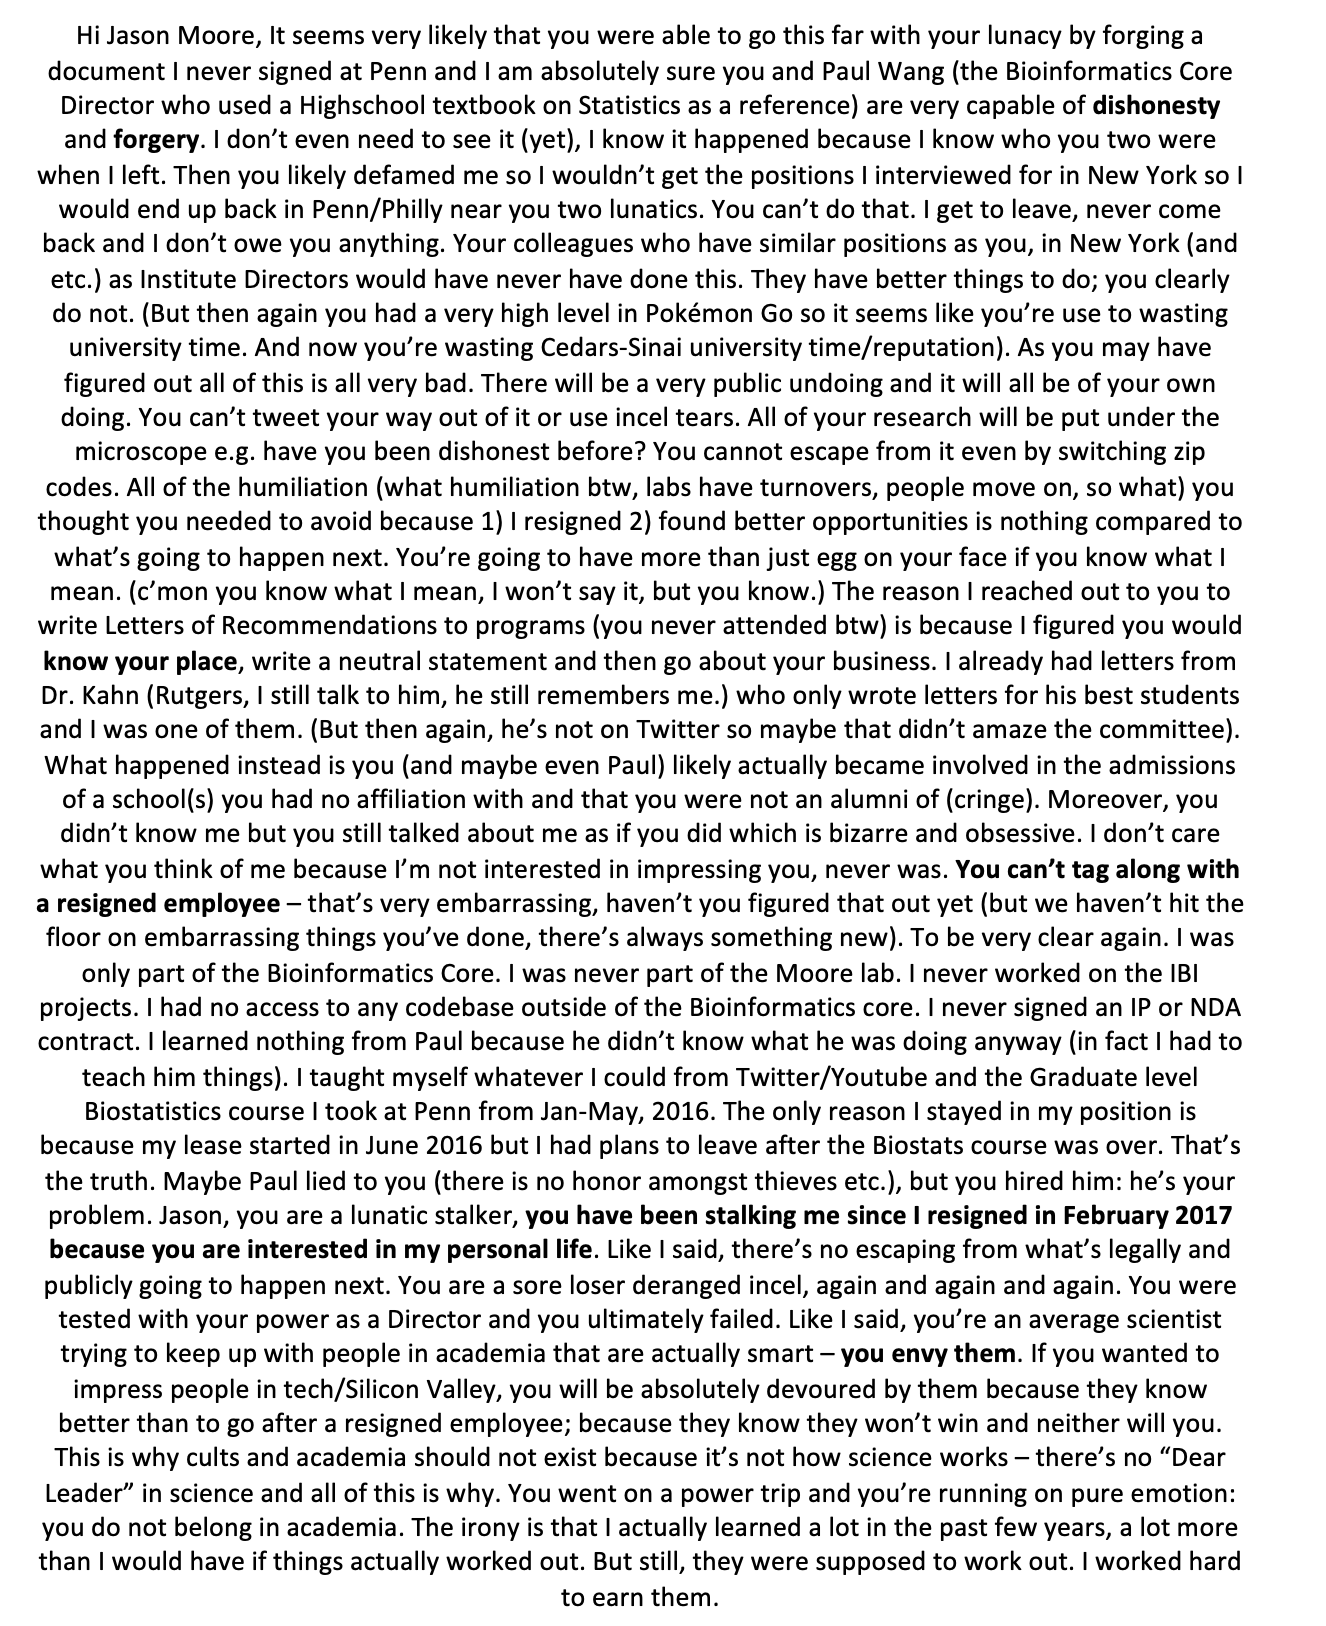 Hi Jason Moore, It seems very likely that you were able to go this far with your lunacy by forging a
document I never signed at Penn and I am absolutely sure you and Paul Wang (the Bioinformatics Core
Director who used a Highschool textbook on Statistics as a reference) are very capable of dishonesty
and forgery. I don’t even need to see it (yet), I know it happened because I know who you two were
when I left. Then you likely defamed me so I wouldn’t get the positions I interviewed for in New York so I
would end up back in Penn/Philly near you two lunatics. You can’t do that. I get to leave, never come
back and I don’t owe you anything. Your colleagues who have similar positions as you, in New York (and
etc.) as Institute Directors would have never have done this. They have better things to do; you clearly
do not. (But then again you had a very high level in Pokémon Go so it seems like you’re use to wasting
university time. And now you’re wasting Cedars-Sinai university time/reputation). As you may have
figured out all of this is all very bad. There will be a very public undoing and it will all be of your own
doing. You can’t tweet your way out of it or use incel tears. All of your research will be put under the
microscope e.g. have you been dishonest before? You cannot escape from it even by switching zip
codes. All of the humiliation (what humiliation btw, labs have turnovers, people move on, so what) you
thought you needed to avoid because 1) I resigned 2) found better opportunities is nothing compared to
what’s going to happen next. You’re going to have more than just egg on your face if you know what I
mean. (c’mon you know what I mean, I won’t say it, but you know.) The reason I reached out to you to
write Letters of Recommendations to programs (you never attended btw) is because I figured you would
know your place, write a neutral statement and then go about your business. I already had letters from
Dr. Kahn (Rutgers, I still talk to him, he still remembers me.) who only wrote letters for his best students
and I was one of them. (But then again, he’s not on Twitter so maybe that didn’t amaze the committee).
What happened instead is you (and maybe even Paul) likely actually became involved in the admissions
of a school(s) you had no affiliation with and that you were not an alumni of (cringe). Moreover, you
didn’t know me but you still talked about me as if you did which is bizarre and obsessive. I don’t care
what you think of me because I’m not interested in impressing you, never was. You can’t tag along with
a resigned employee – that’s very embarrassing, haven’t you figured that out yet (but we haven’t hit the
floor on embarrassing things you’ve done, there’s always something new). To be very clear again. I was
only part of the Bioinformatics Core. I was never part of the Moore lab. I never worked on the IBI
projects. I had no access to any codebase outside of the Bioinformatics core. I never signed an IP or NDA
contract. I learned nothing from Paul because he didn’t know what he was doing anyway (in fact I had to
teach him things). I taught myself whatever I could from Twitter/Youtube and the Graduate level
Biostatistics course I took at Penn from Jan-May, 2016. The only reason I stayed in my position is
because my lease started in June 2016 but I had plans to leave after the Biostats course was over. That’s
the truth. Maybe Paul lied to you (there is no honor amongst thieves etc.), but you hired him: he’s your
problem. Jason, you are a lunatic stalker, you have been stalking me since I resigned in February 2017
because you are interested in my personal life. Like I said, there’s no escaping from what’s legally and
publicly going to happen next. You are a sore loser deranged incel, again and again and again. You were
tested with your power as a Director and you ultimately failed. Like I said, you’re an average scientist
trying to keep up with people in academia that are actually smart – you envy them. If you wanted to
impress people in tech/Silicon Valley, you will be absolutely devoured by them because they know
better than to go after a resigned employee; because they know they won’t win and neither will you.
This is why cults and academia should not exist because it’s not how science works – there’s no “Dear
Leader” in science and all of this is why. You went on a power trip and you’re running on pure emotion:
you do not belong in academia. The irony is that I actually learned a lot in the past few years, a lot more
than I would have if things actually worked out. But still, they were supposed to work out. I worked hard
to earn them.